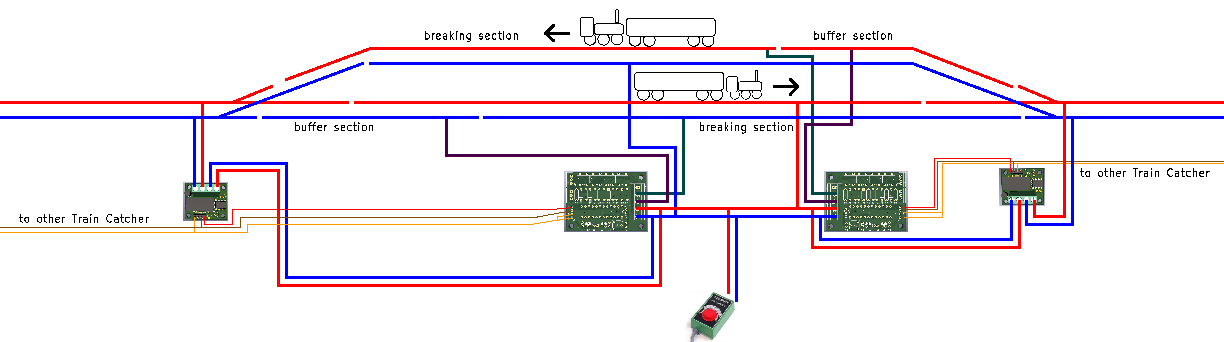 breaking section
buffer section
buffer section
breaking section
to other Train Catcher
to other Train Catcher